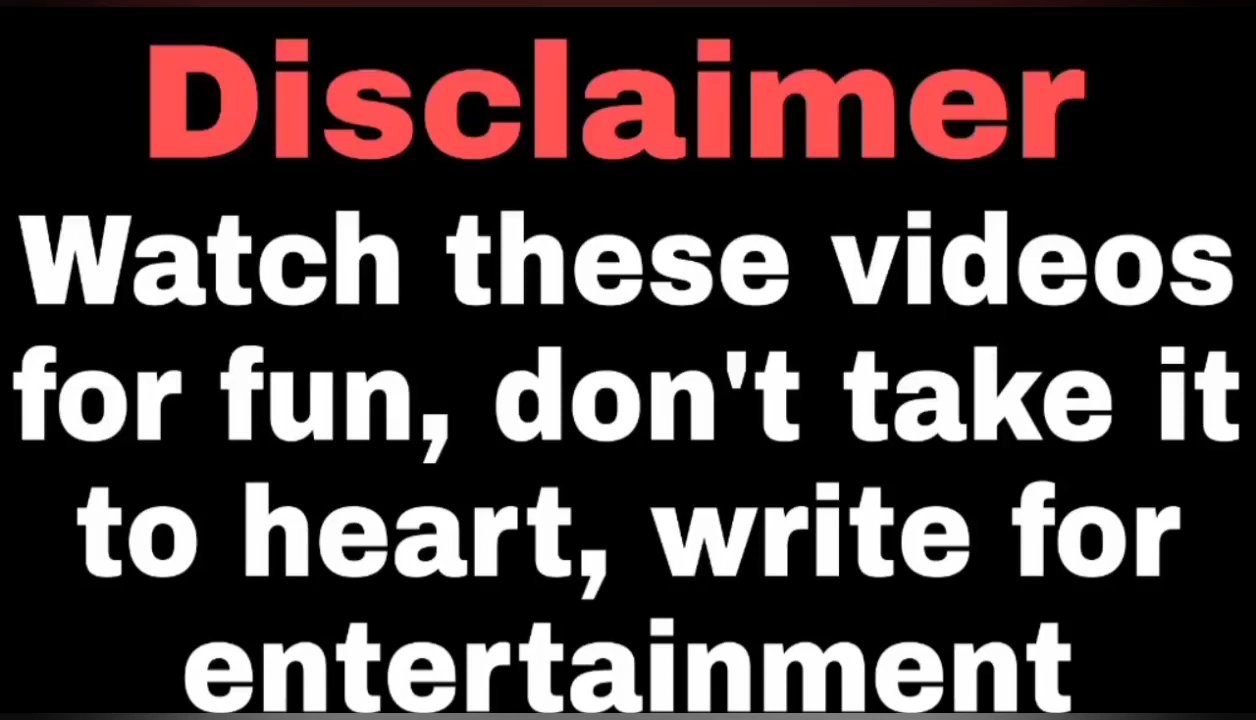 Disclaimer
Watch these videos
for fun, don't take it
to heart, write for
entertainment